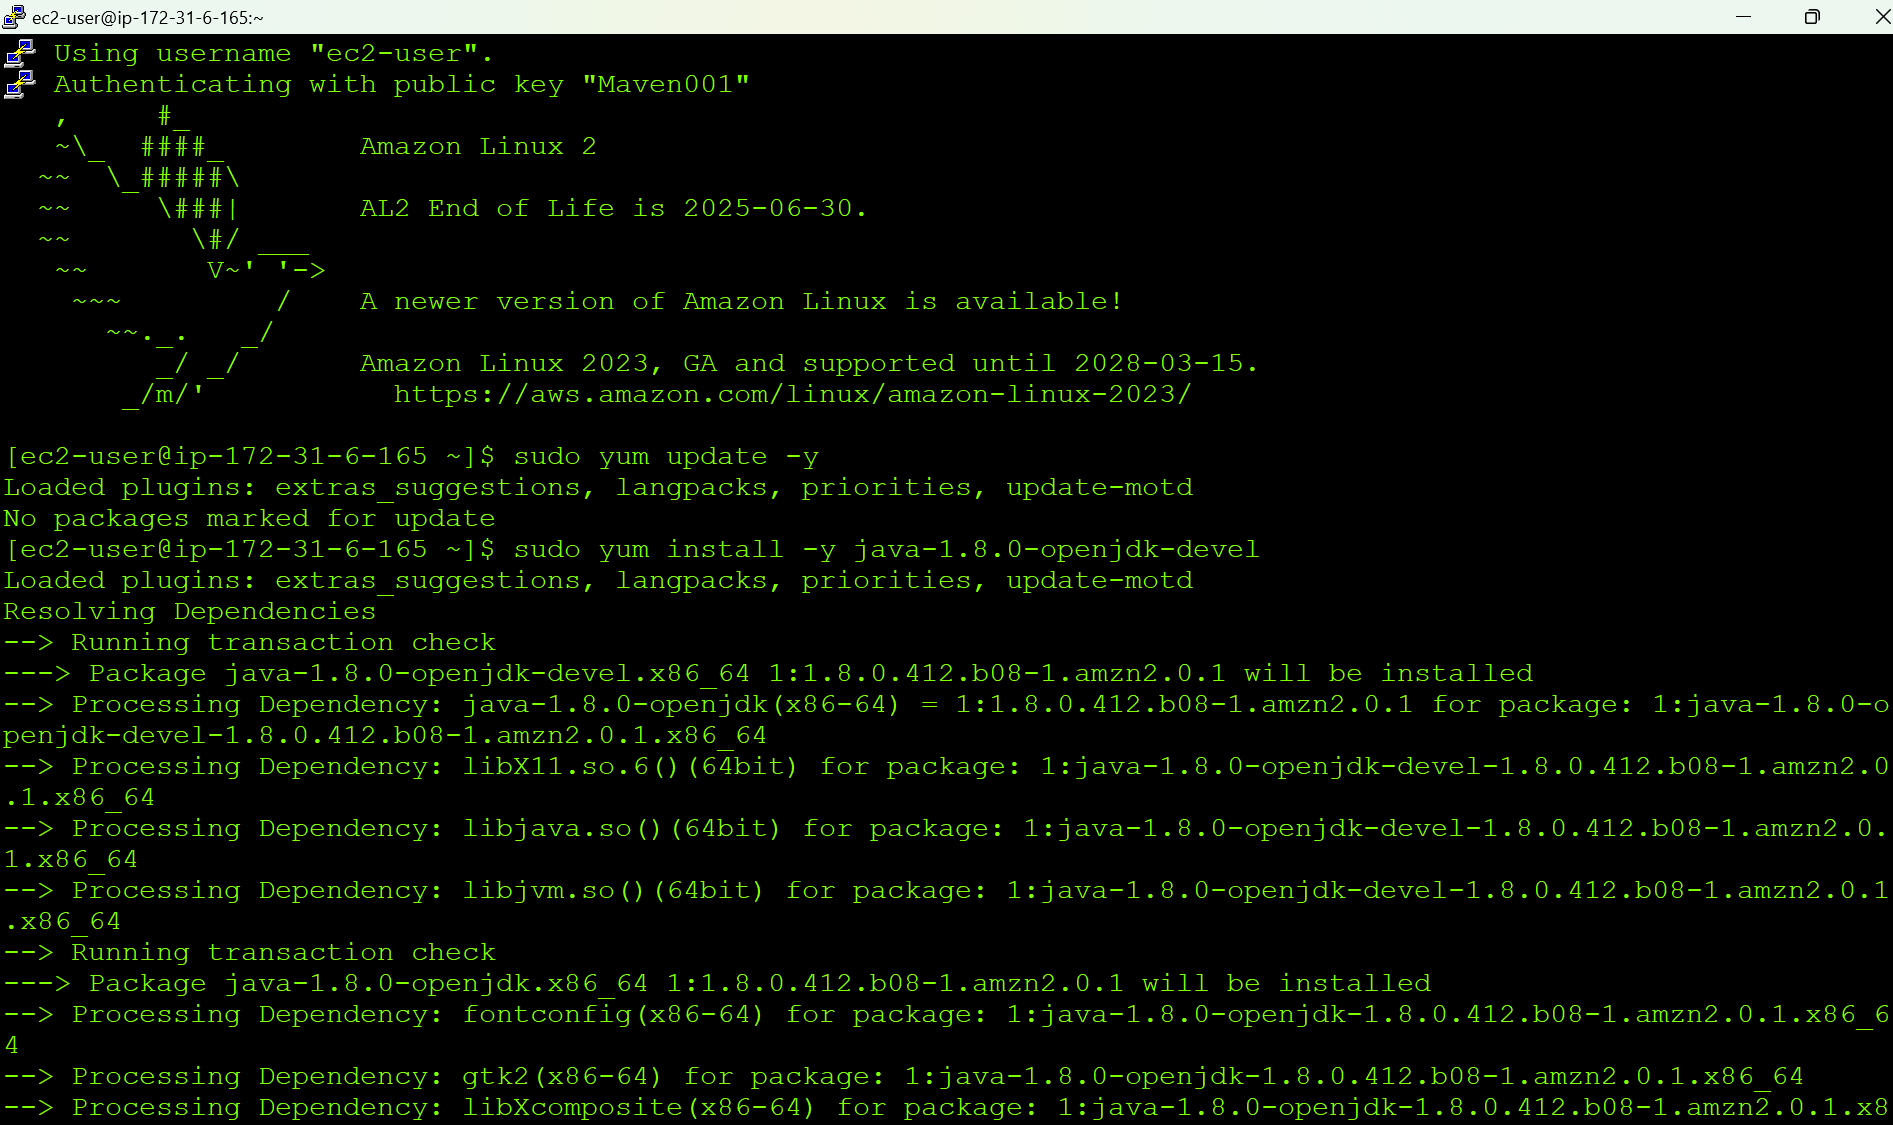 ec2-user@ip-172-31-6-165:~
Using username "ec2-user".
Authenticating with public key "Maven001"
   ,     #_
   ~\_  ####_        Amazon Linux 2
  ~~  \_#####\
  ~~     \###|       AL2 End of Life is 2025-06-30.
  ~~       \#/ ___
   ~~       V~' '->
    ~~~         /    A newer version of Amazon Linux is available!
      ~~._.   _/
         _/ _/       Amazon Linux 2023, GA and supported until 2028-03-15.
       _/m/'           https://aws.amazon.com/linux/amazon-linux-2023/
[ec2-user@ip-172-31-6-165 ~]$ sudo yum update -y
Loaded plugins: extras_suggestions, langpacks, priorities, update-motd
No packages marked for update
[ec2-user@ip-172-31-6-165 ~]$ sudo yum install -y java-1.8.0-openjdk-devel
Loaded plugins: extras_suggestions, langpacks, priorities, update-motd
Resolving Dependencies
--> Running transaction check
---> Package java-1.8.0-openjdk-devel.x86_64 1:1.8.0.412.b08-1.amzn2.0.1 will be installed
--> Processing Dependency: java-1.8.0-openjdk(x86-64) = 1:1.8.0.412.b08-1.amzn2.0.1 for package: 1:java-1.8.0-o
penjdk-devel-1.8.0.412.b08-1.amzn2.0.1.x86_64
--> Processing Dependency: libX11.so.6()(64bit) for package: 1:java-1.8.0-openjdk-devel-1.8.0.412.b08-1.amzn2.0
.1.x86_64
--> Processing Dependency: libjava.so()(64bit) for package: 1:java-1.8.0-openjdk-devel-1.8.0.412.b08-1.amzn2.0.
1.x86_64
--> Processing Dependency: libjvm.so()(64bit) for package: 1:java-1.8.0-openjdk-devel-1.8.0.412.b08-1.amzn2.0.1
.x86_64
--> Running transaction check
---> Package java-1.8.0-openjdk.x86_64 1:1.8.0.412.b08-1.amzn2.0.1 will be installed
--> Processing Dependency: fontconfig(x86-64) for package: 1:java-1.8.0-openjdk-1.8.0.412.b08-1.amzn2.0.1.x86_6
4
--> Processing Dependency: gtk2(x86-64) for package: 1:java-1.8.0-openjdk-1.8.0.412.b08-1.amzn2.0.1.x86_64
--> Processing Dependency: libXcomposite(x86-64) for package: 1:java-1.8.0-openjdk-1.8.0.412.b08-1.amzn2.0.1.x8